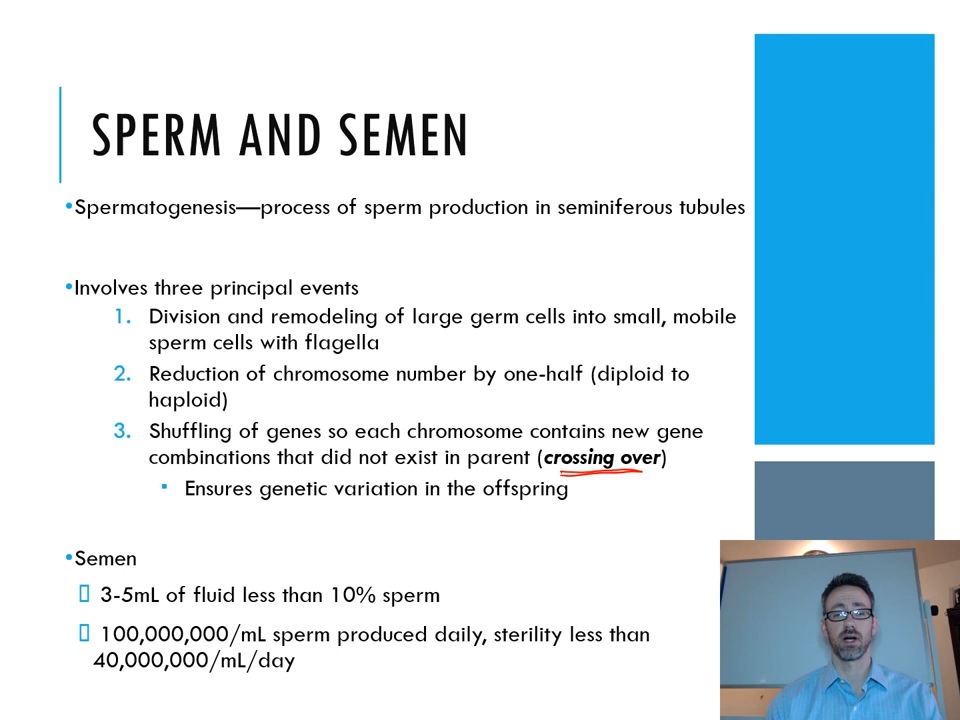 SPERM AND SEMEN
•Spermatogenesis—process of sperm production in seminiferous tubules
•Involves three principal events
1. Division and remodeling of large germ cells into small, mobile
sperm cells with flagella
2. Reduction of chromosome number by one-half (diploid to
haploid)
3. Shuffling of genes so each chromosome contains new gene
combinations that did not exist in parent (crossing over)
▪ Ensures genetic variation in the offspring
•Semen
▯ 3-5mL of fluid less than 10% sperm
▯ 100,000,000/mL sperm produced daily, sterility less than
40,000,000/mL/day